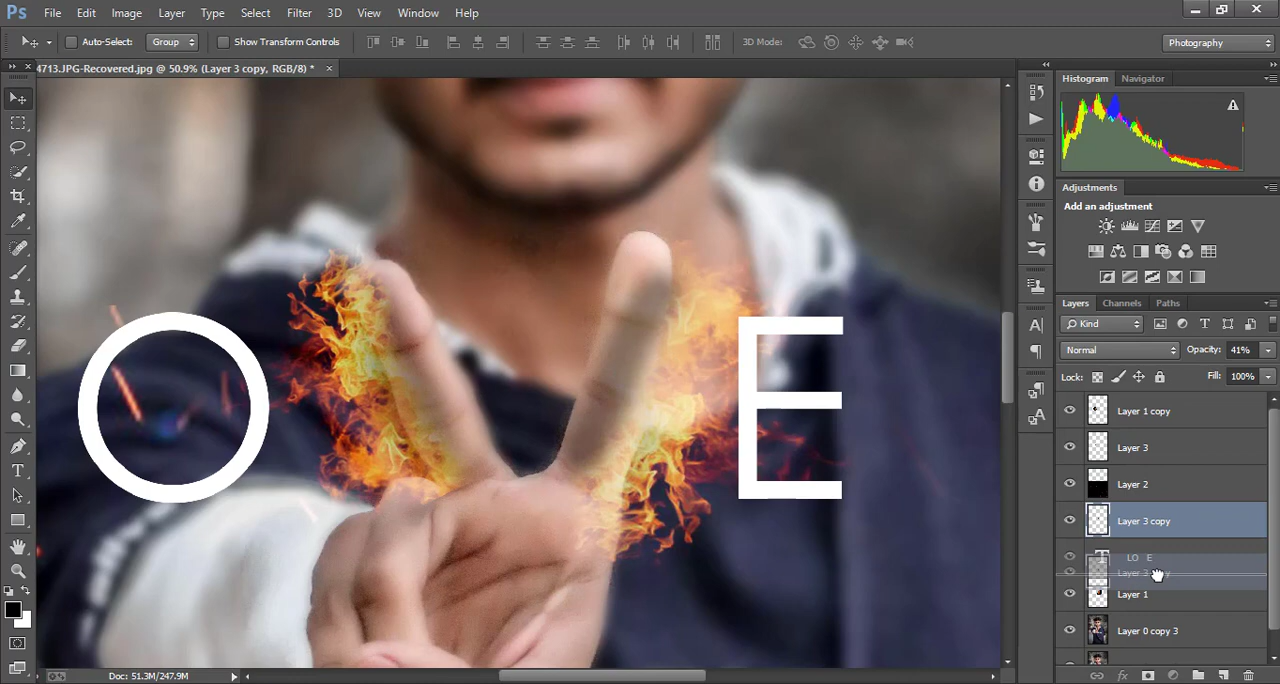 Ps File Edit Image Layer Type Select Filter 3D View Window Help
Auto-Select: Group Show Transform Controls 3D Mode: Photography
4713.JPG-Recovered.jpg @ 50.9% (Layer 3 copy, RGB/8) * ×
Histogram Navigator
Adjustments
Add an adjustment
Layers Channels Paths
Kind
Normal Opacity: 41%
Lock: Fill: 100%
Layer 1 copy
Layer 3
Layer 2
Layer 3 copy
LO E
Layer 1
Layer 0 copy 3
O E
Doc: 51.3M/247.9M